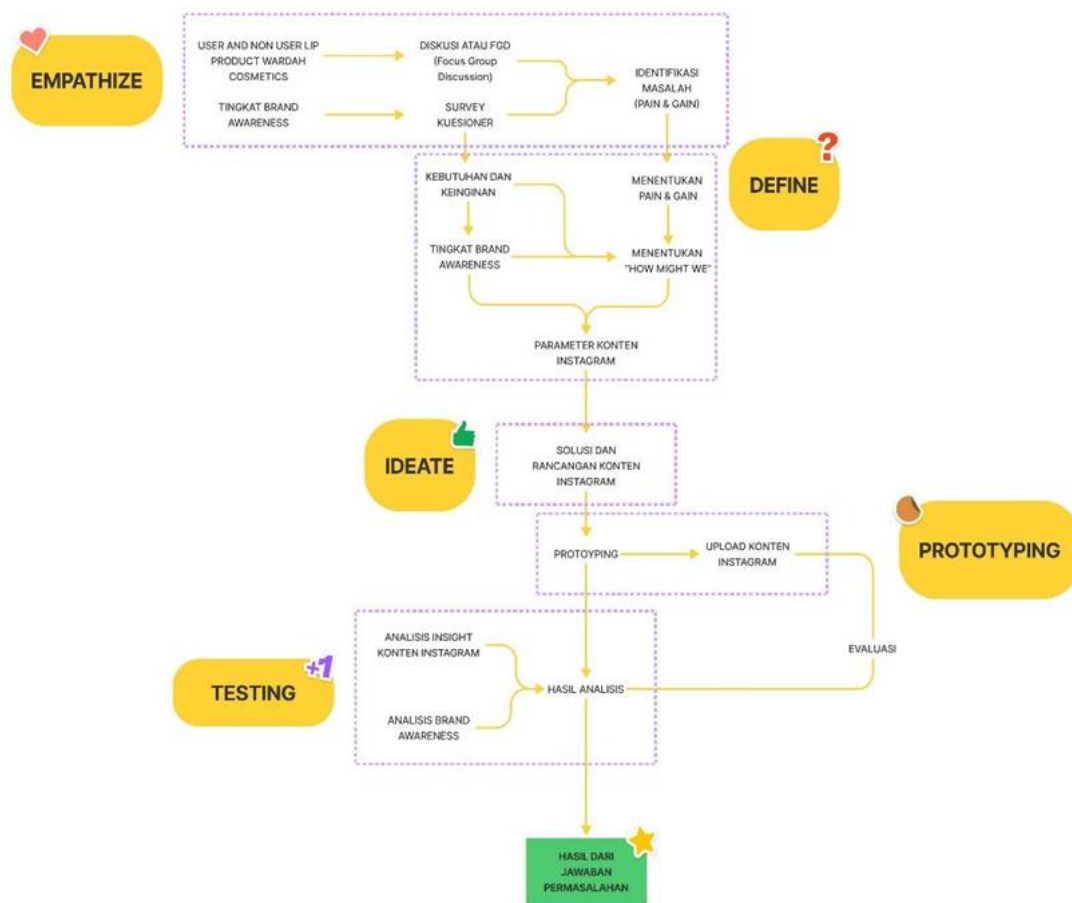 EMPATHIZE
USER AND NON USER LIP
PRODUCT WARDAH
COSMETICS
DISKUSI ATAU FGD
(Focus Group
Discussion)
IDENTIFIKASI
MASALAH
(PAIN & GAIN)
TINGKAT BRAND
AWARENESS
SURVEY
KUESIONER
?
DEFINE
KEBUTUHAN DAN
KEINGINAN
MENENTUKAN
PAIN & GAIN
TINGKAT BRAND
AWARENESS
MENENTUKAN
"HOW MIGHT WE"
PARAMETER KONTEN
INSTAGRAM
IDEATE
SOLUSI DAN
RANCANGAN KONTEN
INSTAGRAM
PROTOTYPING
PROTOYPING
UPLOAD KONTEN
INSTAGRAM
EVALUASI
+1
TESTING
ANALISIS INSIGHT
KONTEN INSTAGRAM
HASIL ANALISIS
ANALISIS BRAND
AWARENESS
HASIL DARI
JAWABAN
PERMASALAHAN